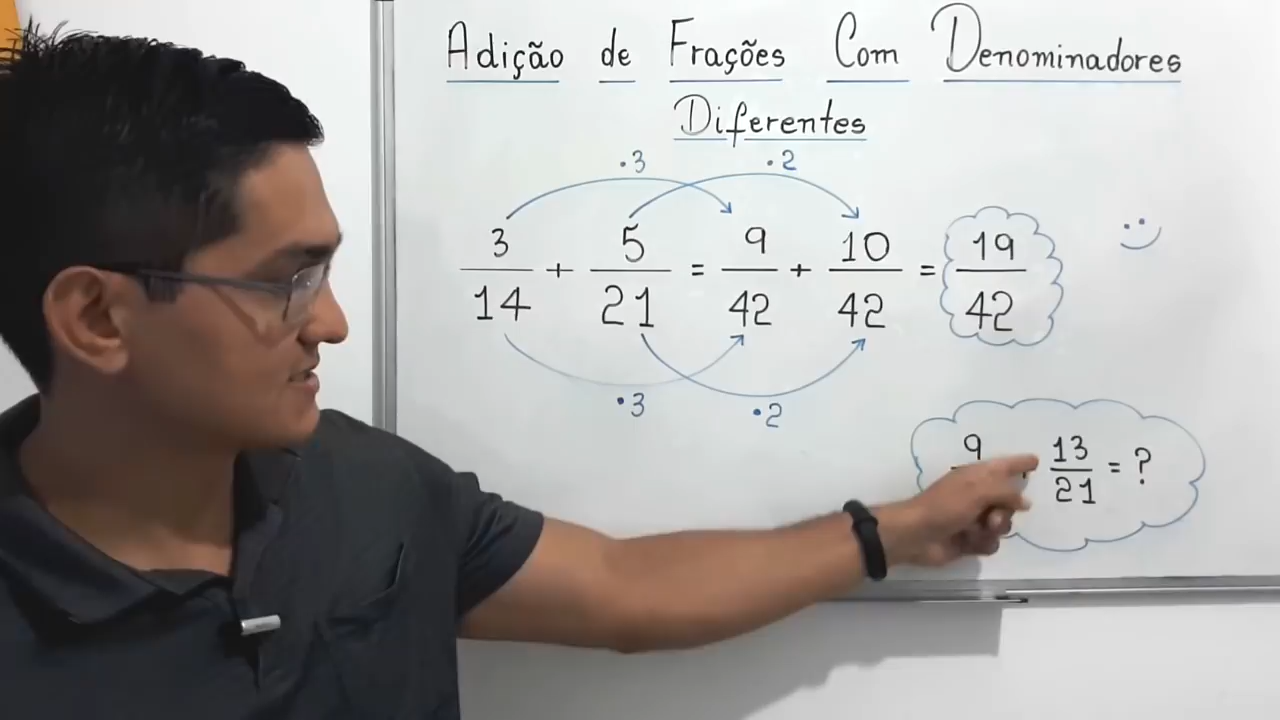 Adição de Frações Com Denominadores
Diferentes
·3 ·2
3/14 + 5/21 = 9/42 + 10/42 = 19/42
·3 ·2
9 13/21 = ?